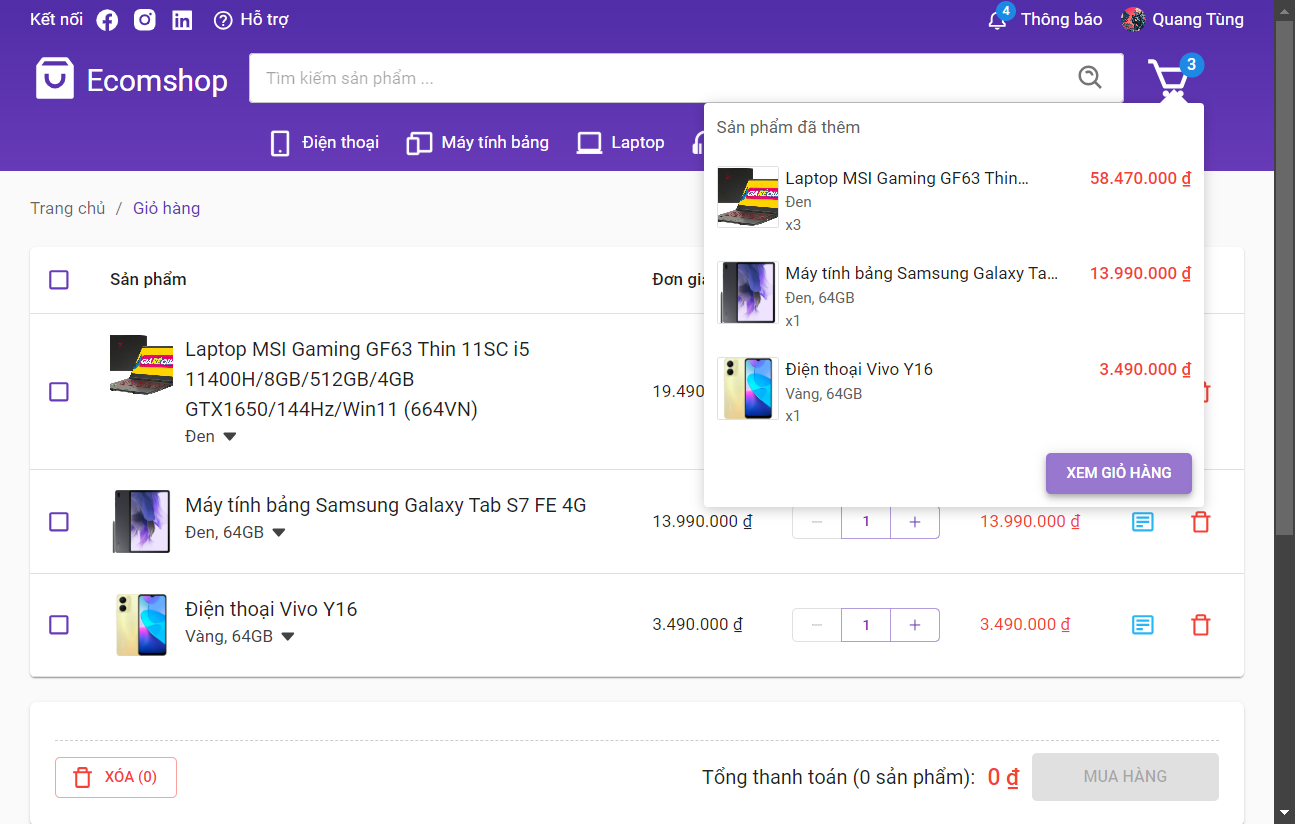 Kết nối
Hỗ trợ
4
Thông báo
Quang Tùng
Ecomshop
Tìm kiếm sản phẩm ...
3
Điện thoại
Máy tính bảng
Laptop
Sản phẩm đã thêm
Laptop MSI Gaming GF63 Thin...
58.470.000 ₫
Đen
x3
Máy tính bảng Samsung Galaxy Ta...
13.990.000 ₫
Đen, 64GB
x1
Điện thoại Vivo Y16
3.490.000 ₫
Vàng, 64GB
x1
XEM GIỎ HÀNG
Trang chủ / Giỏ hàng
Sản phẩm
Đơn giá
Laptop MSI Gaming GF63 Thin 11SC i5
11400H/8GB/512GB/4GB
GTX1650/144Hz/Win11 (664VN)
Đen
19.490
Máy tính bảng Samsung Galaxy Tab S7 FE 4G
Đen, 64GB
13.990.000 ₫
− 1 +
13.990.000 ₫
Điện thoại Vivo Y16
Vàng, 64GB
3.490.000 ₫
− 1 +
3.490.000 ₫
XÓA (0)
Tổng thanh toán (0 sản phẩm): 0 ₫
MUA HÀNG